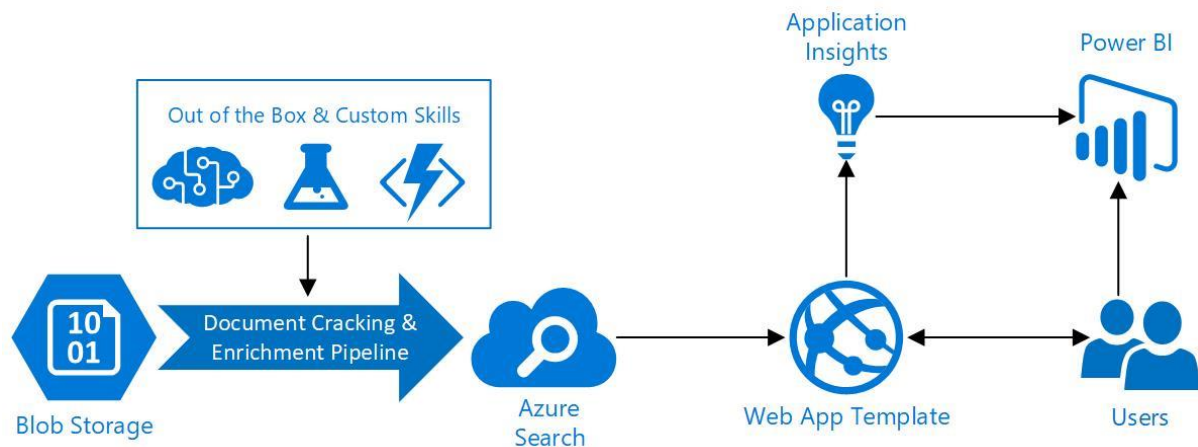 Application
Insights
Power BI
Out of the Box & Custom Skills
10
01
Document Cracking &
Enrichment Pipeline
Blob Storage
Azure
Search
Web App Template
Users